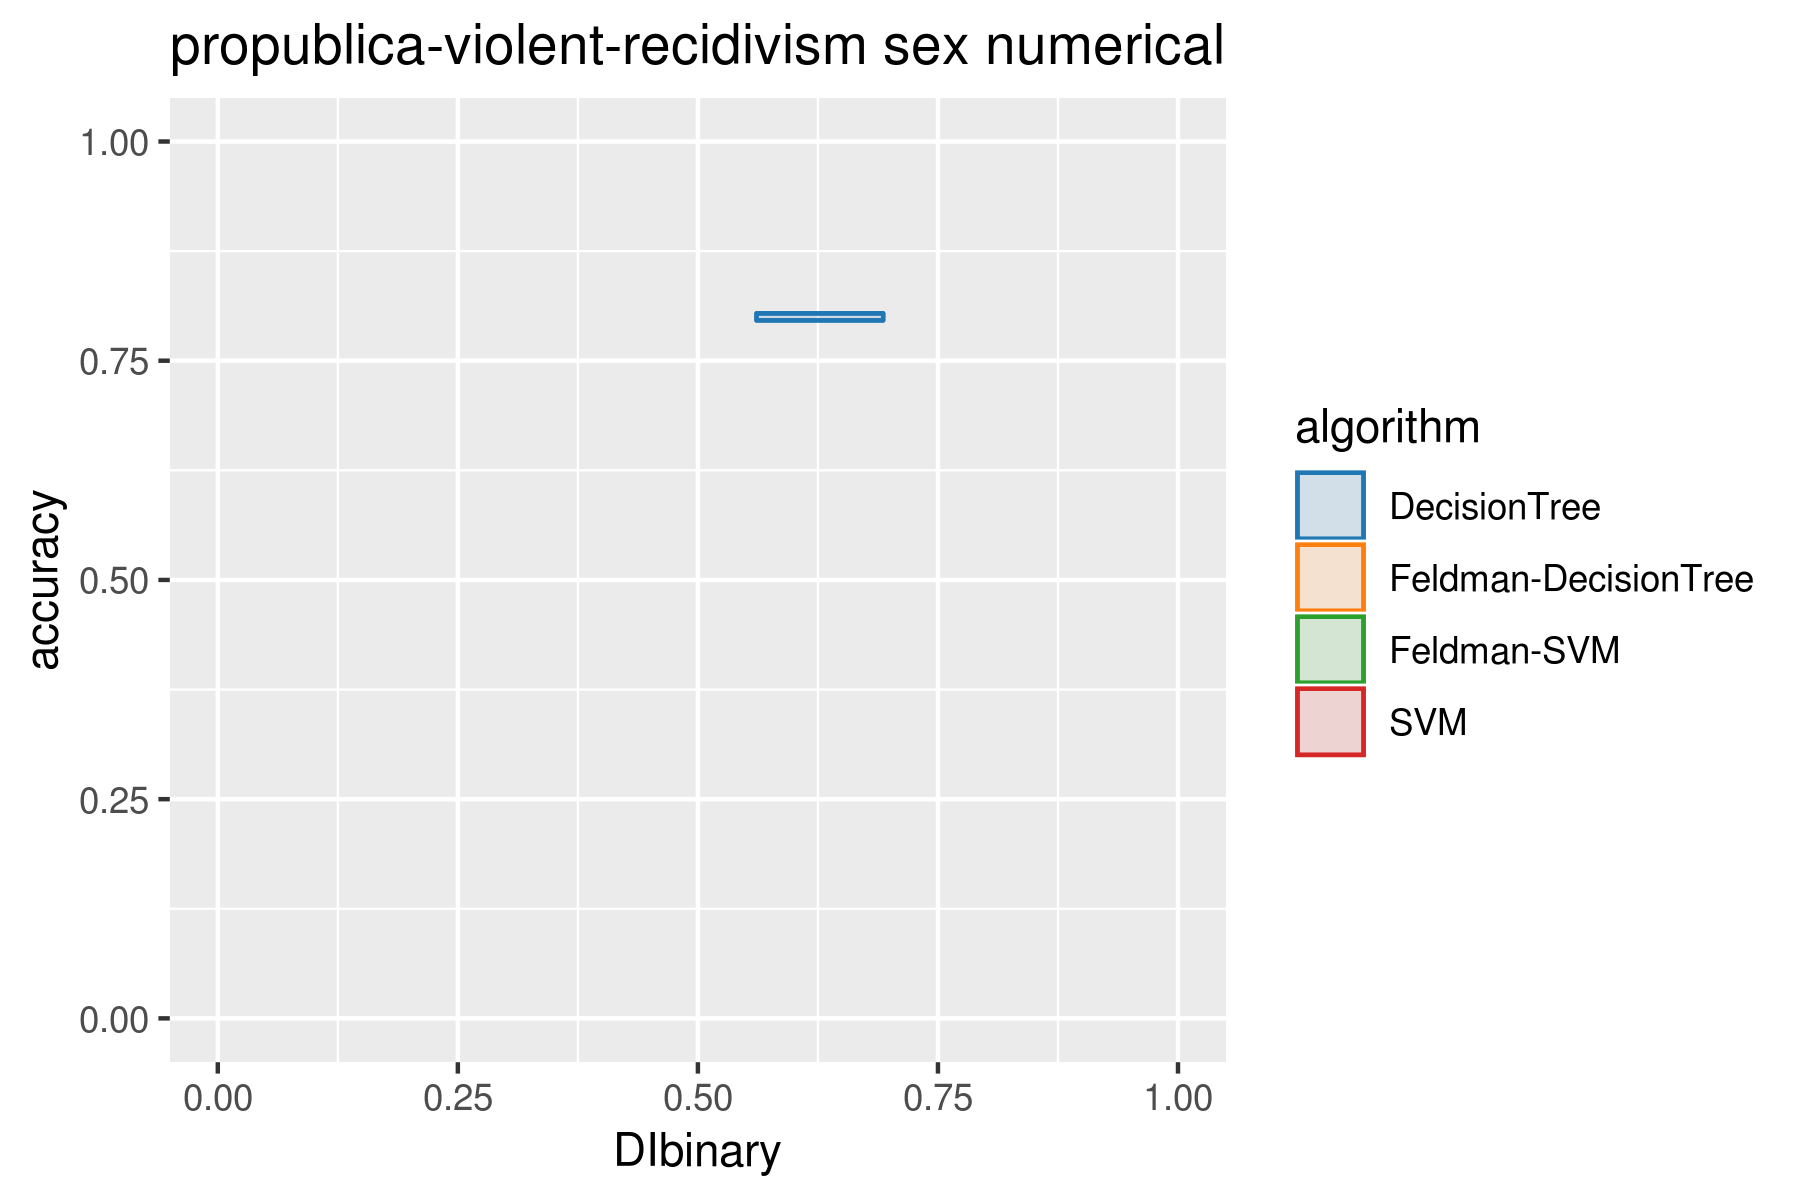 propublica-violent-recidivism sex numerical
1.00
0.75
0.50
0.25
0.00
accuracy
0.00 0.25 0.50 0.75 1.00
DIbinary
algorithm
DecisionTree
Feldman-DecisionTree
Feldman-SVM
SVM